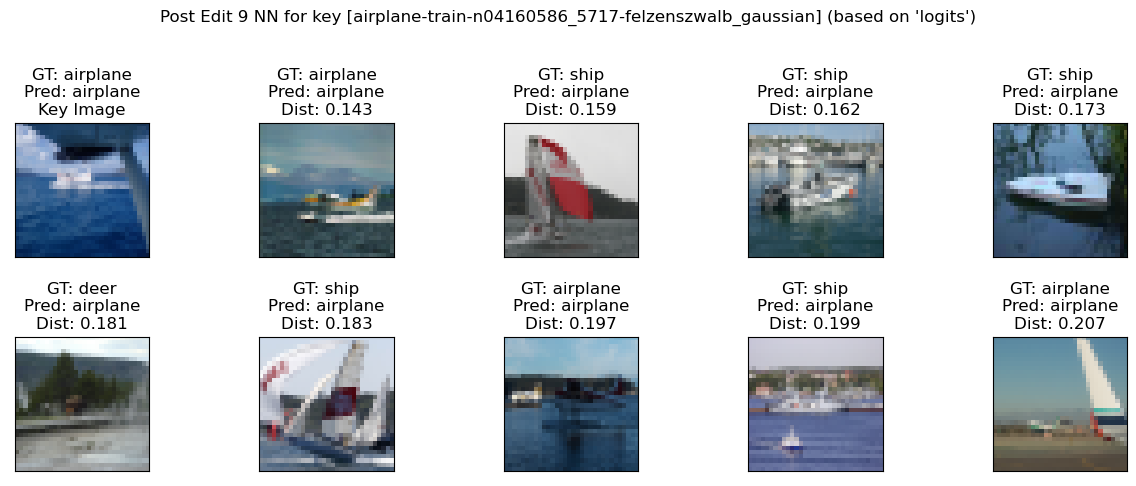 Post Edit 9 NN for key [airplane-train-n04160586_5717-felzenszwalb_gaussian] (based on 'logits')
GT: airplane
Pred: airplane
Key Image
GT: airplane
Pred: airplane
Dist: 0.143
GT: ship
Pred: airplane
Dist: 0.159
GT: ship
Pred: airplane
Dist: 0.162
GT: ship
Pred: airplane
Dist: 0.173
GT: deer
Pred: airplane
Dist: 0.181
GT: ship
Pred: airplane
Dist: 0.183
GT: airplane
Pred: airplane
Dist: 0.197
GT: ship
Pred: airplane
Dist: 0.199
GT: airplane
Pred: airplane
Dist: 0.207